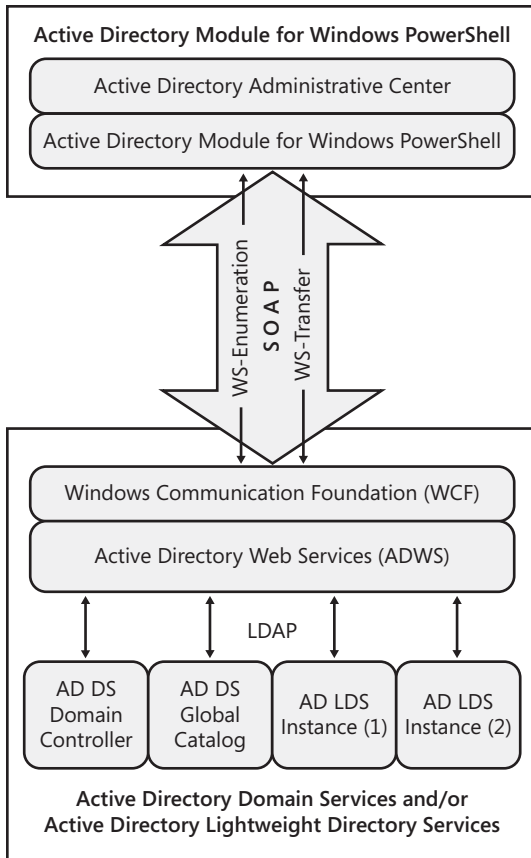 Active Directory Module for Windows PowerShell
Active Directory Administrative Center
Active Directory Module for Windows PowerShell
WS-Enumeration
SOAP
WS-Transfer
Windows Communication Foundation (WCF)
Active Directory Web Services (ADWS)
LDAP
AD DS
Domain
Controller
AD DS
Global
Catalog
AD LDS
Instance (1)
AD LDS
Instance (2)
Active Directory Domain Services and/or
Active Directory Lightweight Directory Services